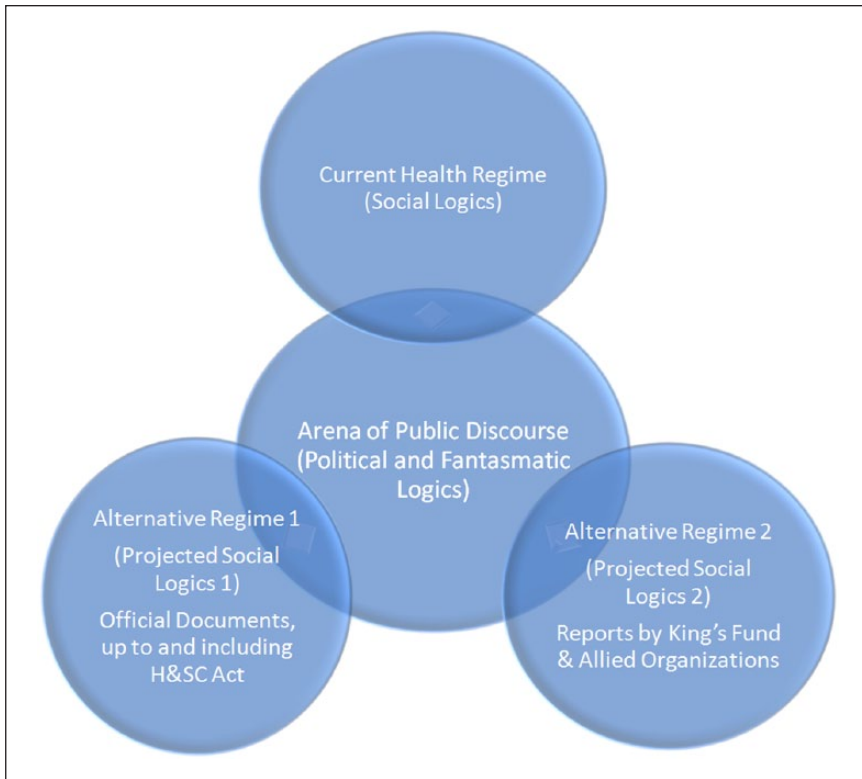 Current Health Regime
(Social Logics)
Arena of Public Discourse
(Political and Fantasmatic
Logics)
Alternative Regime 1
(Projected Social
Logics 1)
Official Documents,
up to and including
H&SC Act
Alternative Regime 2
(Projected Social
Logics 2)
Reports by King's Fund
& Allied Organizations